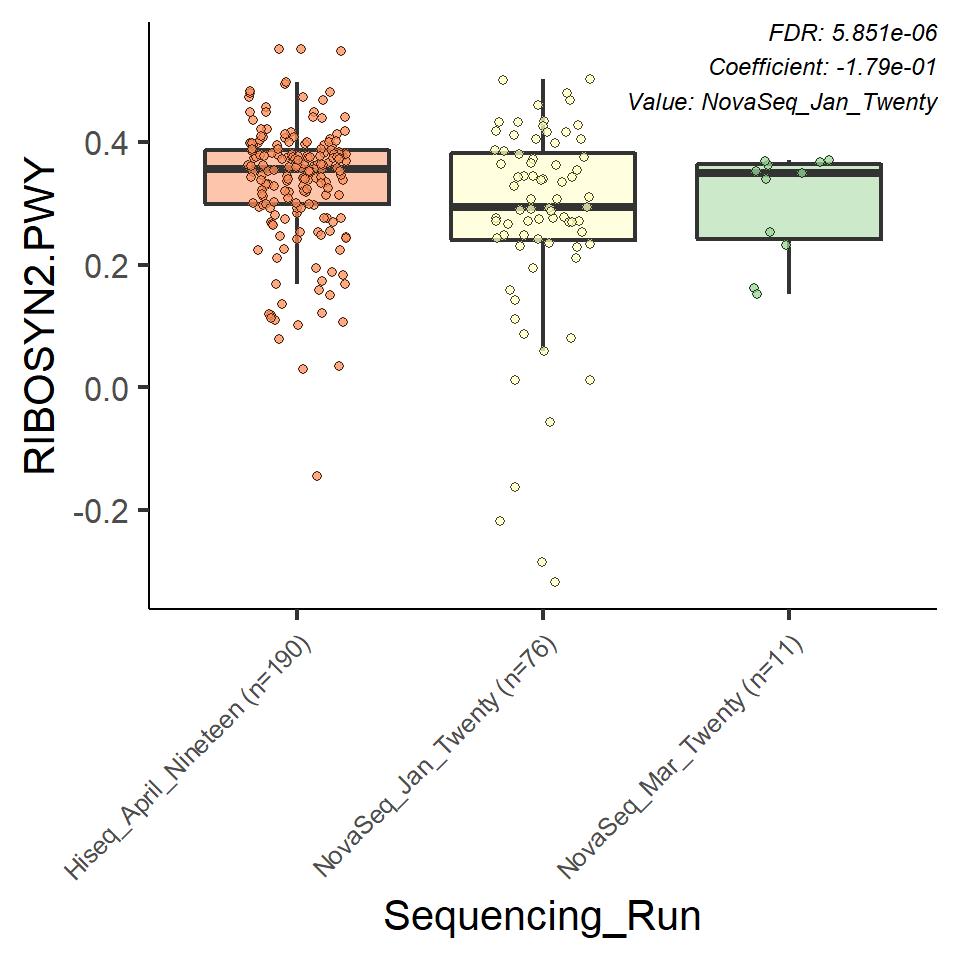 FDR: 5.851e-06
Coefficient: -1.79e-01
Value: NovaSeq_Jan_Twenty
RIBOSYN2.PWY
0.4
0.2
0.0
-0.2
Hiseq_April_Nineteen (n=190)
NovaSeq_Jan_Twenty (n=76)
NovaSeq_Mar_Twenty (n=11)
Sequencing_Run